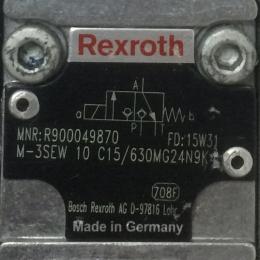 Rexroth
A
a
b
P
T
MNR:R900049870 FD:15W31
M-3SEW 10 C15/630MG24N9K
708F
Bosch Rexroth AG D-97816 Lohr
Made in Germany